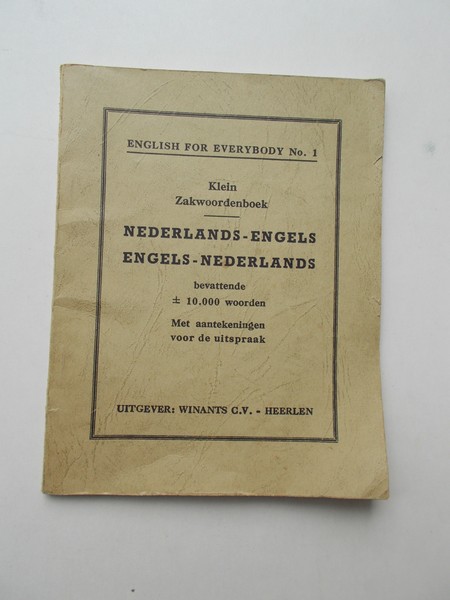 ENGLISH FOR EVERYBODY No. 1
Klein
Zakwoordenboek
NEDERLANDS-ENGELS
ENGELS-NEDERLANDS
bevattende
± 10.000 woorden
Met aantekeningen
voor de uitspraak
UITGEVER: WINANTS C.V. - HEERLEN